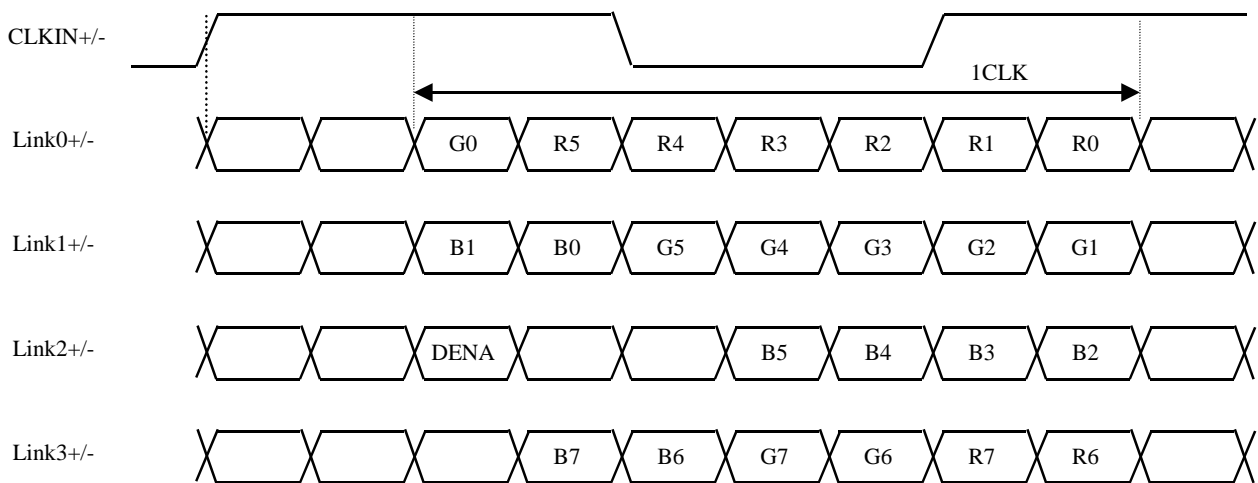 CLKIN+/-
1CLK
Link0+/- G0 R5 R4 R3 R2 R1 R0
Link1+/- B1 B0 G5 G4 G3 G2 G1
Link2+/- DENA B5 B4 B3 B2
Link3+/- B7 B6 G7 G6 R7 R6